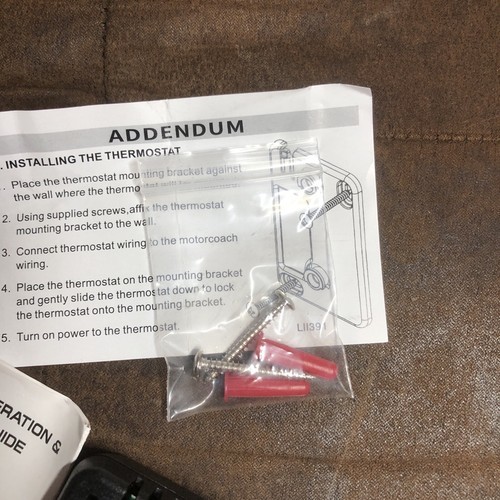 ADDENDUM
. INSTALLING THE THERMOSTAT
1. Place the thermostat mounting bracket against
the wall where the thermo
2. Using supplied screws,affix the thermostat
mounting bracket to the wall.
3. Connect thermostat wiring to the motorcoach
wiring.
4. Place the thermostat on the mounting bracket
and gently slide the thermostat down to lock
the thermostat onto the mounting bracket.
5. Turn on power to the thermostat.
LII391
ERATION &
IDE